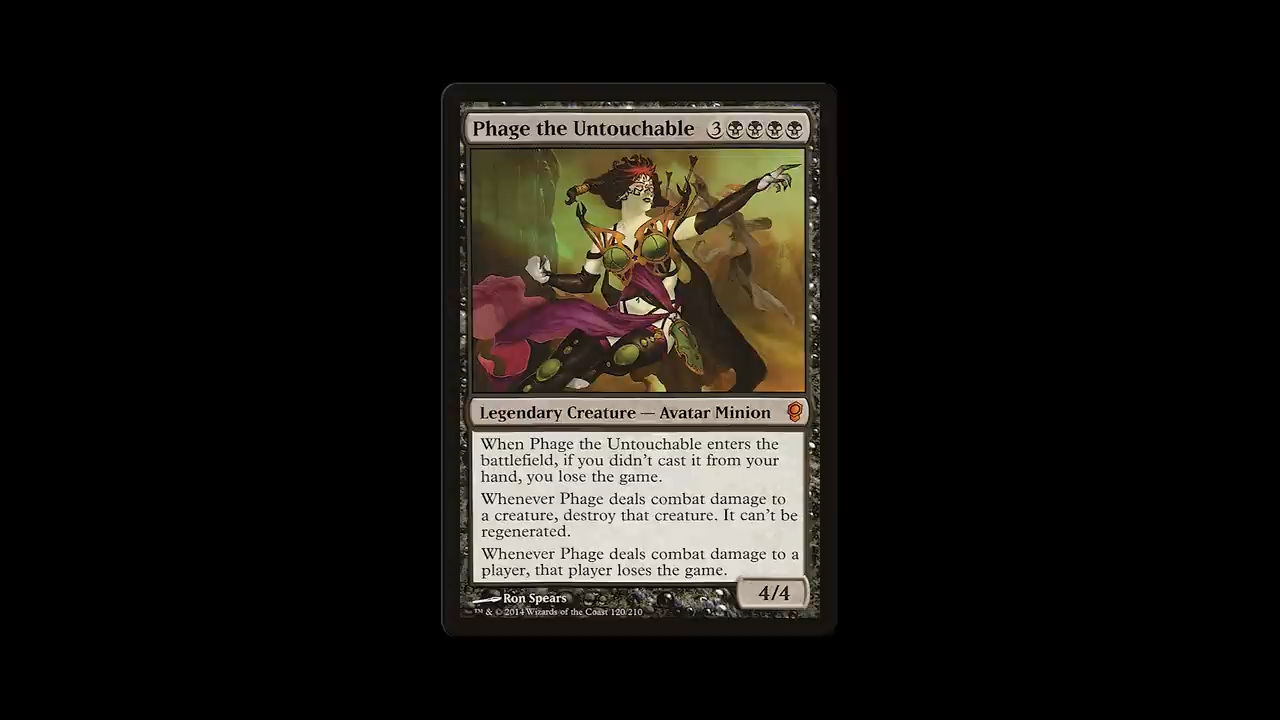 Phage the Untouchable 3
Legendary Creature — Avatar Minion
When Phage the Untouchable enters the
battlefield, if you didn't cast it from your
hand, you lose the game.
Whenever Phage deals combat damage to
a creature, destroy that creature. It can't be
regenerated.
Whenever Phage deals combat damage to a
player, that player loses the game.
4/4
Ron Spears
™ & © 2014 Wizards of the Coast 120/210